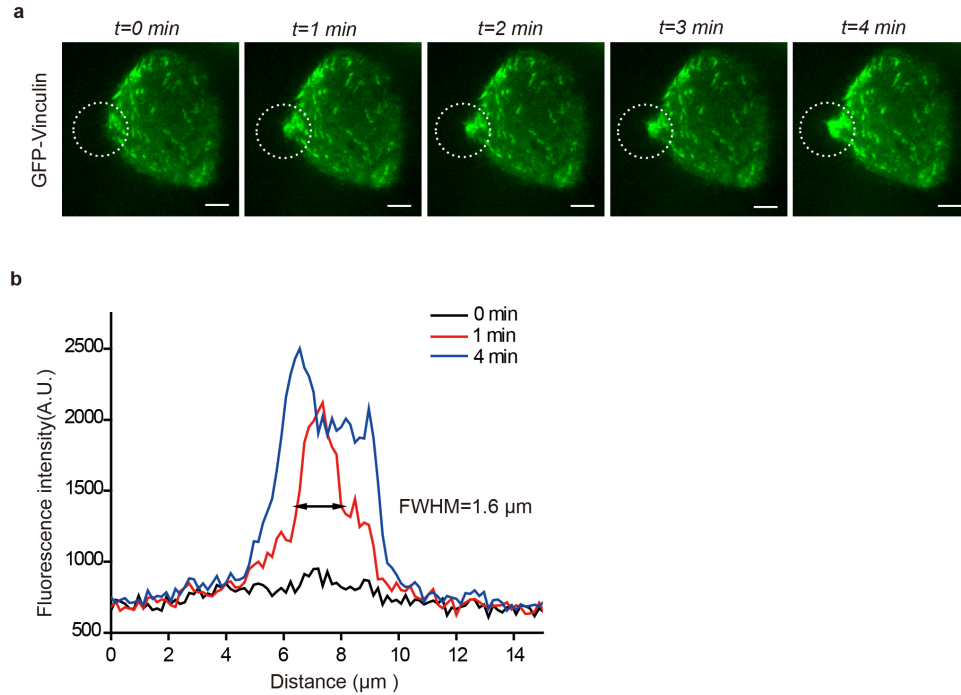 a
t=0 min t=1 min t=2 min t=3 min t=4 min
GFP-Vinculin
b
0 min
1 min
4 min
2500
2000
1500
1000
500
Fluorescence intensity(A.U.)
FWHM=1.6 µm
0 2 4 6 8 10 12 14
Distance (µm )